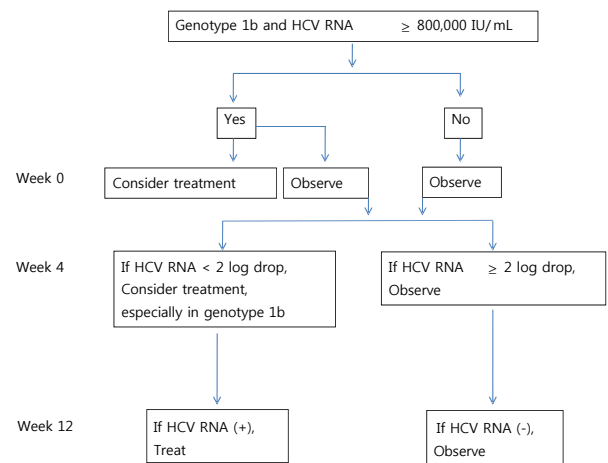 Genotype 1b and HCV RNA ≥ 800,000 IU/mL
Yes
No
Week 0
Consider treatment
Observe
Observe
Week 4
If HCV RNA < 2 log drop,
Consider treatment,
especially in genotype 1b
If HCV RNA ≥ 2 log drop,
Observe
Week 12
If HCV RNA (+),
Treat
If HCV RNA (-),
Observe